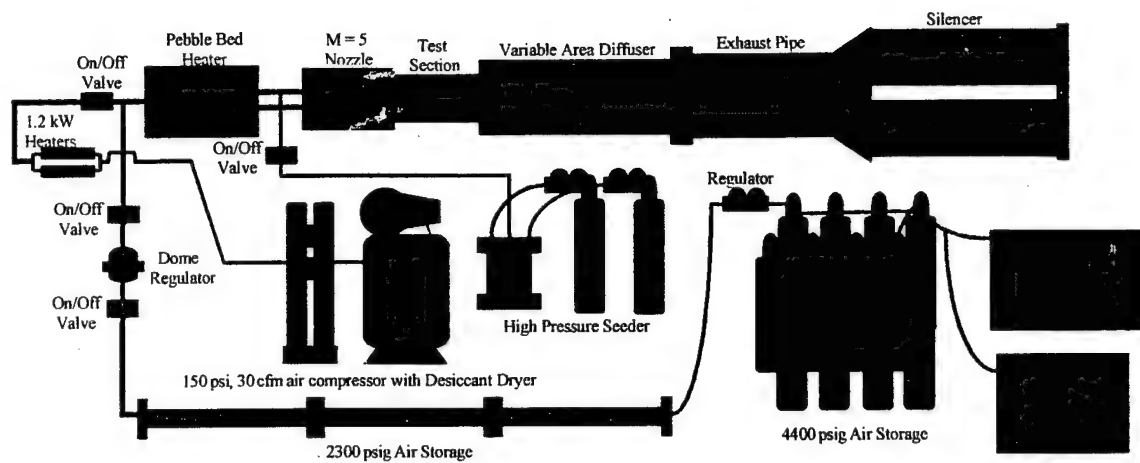 Silencer
Pebble Bed
Heater
M = 5
Nozzle
Test
Section
Variable Area Diffuser
Exhaust Pipe
On/Off
Valve
1.2 kW
Heaters
On/Off
Valve
Regulator
On/Off
Valve
Dome
Regulator
On/Off
Valve
High Pressure Seeder
150 psi, 30 cfm air compressor with Desiccant Dryer
2300 psig Air Storage
4400 psig Air Storage